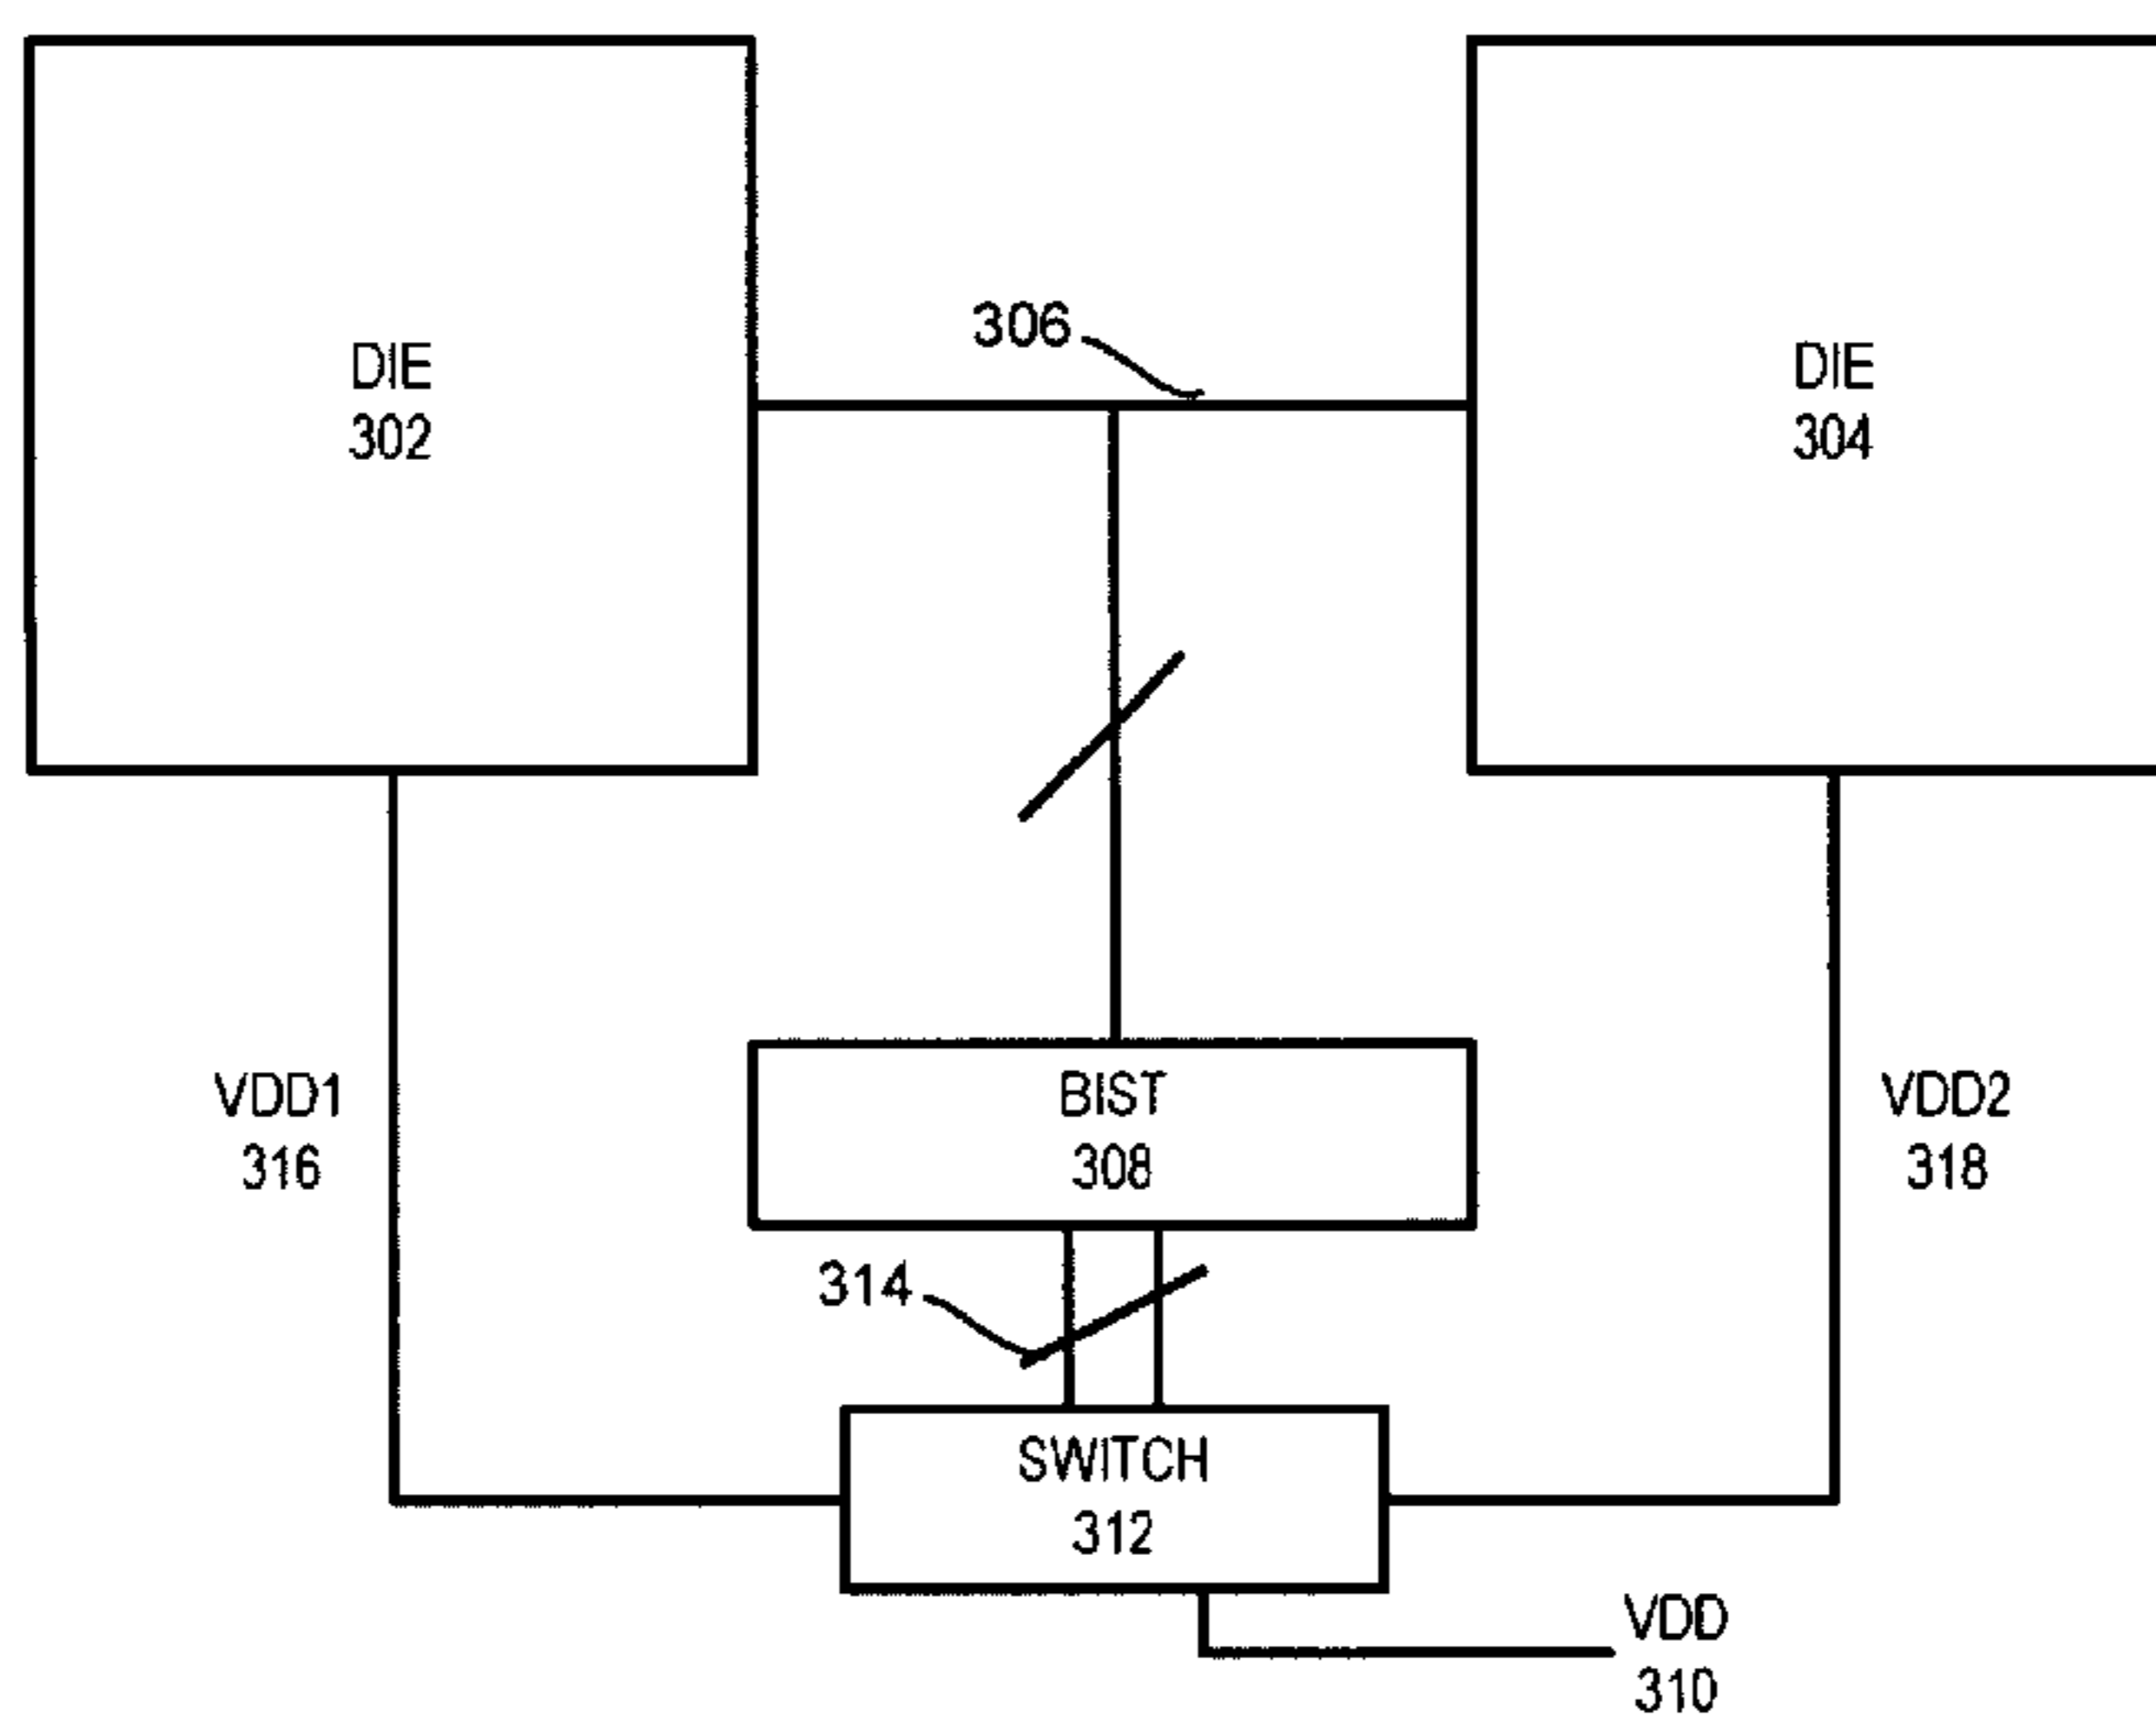 306
DIE
302
DIE
304
VDD1
316
BIST
308
VDD2
318
314
SWITCH
312
VDD
310